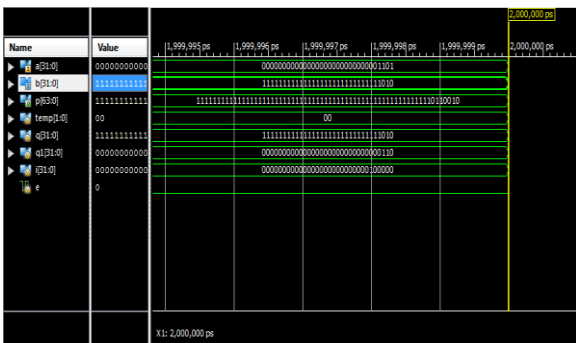 2,000,000 ps
Name Value 1,999,995 ps 1,999,996 ps 1,999,997 ps 1,999,998 ps 1,999,999 ps 2,000,000 ps
a[31:0] 00000000000 00000000000000000000000000001101
b[31:0] 11111111111 11111111111111111111111111111010
p[63:0] 11111111111 1111111111111111111111111111111111111111111111111111111110110010
temp[1:0] 00 00
q[31:0] 11111111111 11111111111111111111111111111010
q1[31:0] 00000000000 00000000000000000000000000000110
i[31:0] 00000000000 00000000000000000000000000100000
e 0
X1: 2,000,000 ps